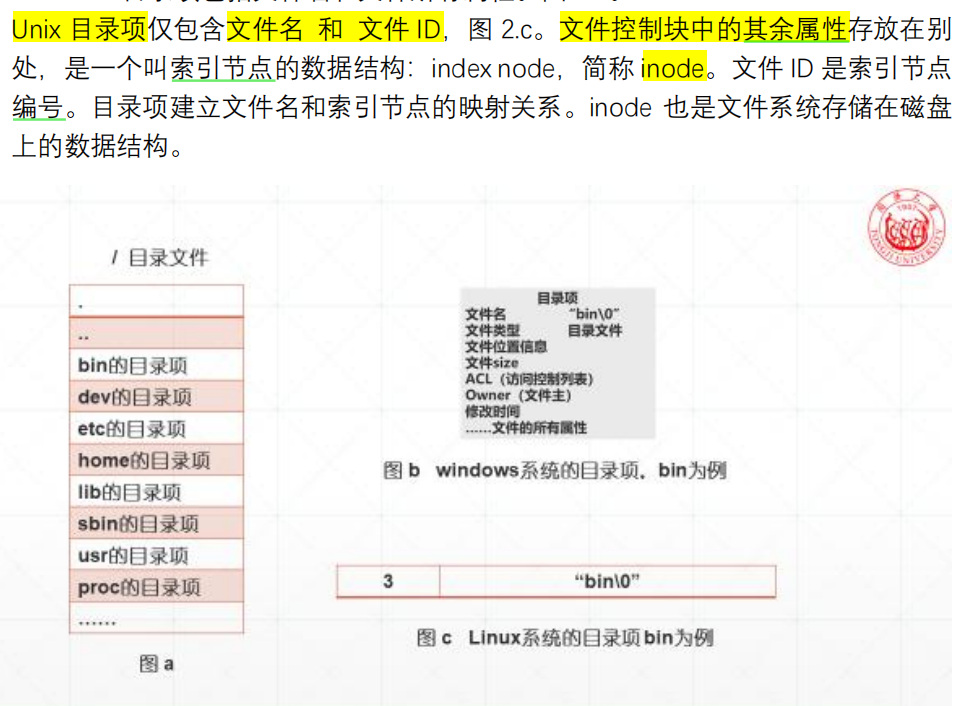 Unix 目录项仅包含文件名 和 文件 ID，图 2.c。文件控制块中的其余属性存放在别
处，是一个叫索引节点的数据结构：index node，简称 inode。文件 ID 是索引节点
编号。目录项建立文件名和索引节点的映射关系。inode 也是文件系统存储在磁盘
上的数据结构。
/ 目录文件
.
..
bin的目录项
dev的目录项
etc的目录项
home的目录项
lib的目录项
sbin的目录项
usr的目录项
proc的目录项
……
图 a
目录项
文件名 “bin\0”
文件类型 目录文件
文件位置信息
文件size
ACL（访问控制列表）
Owner（文件主）
修改时间
……文件的所有属性
图 b windows系统的目录项，bin为例
3 “bin\0”
图 c Linux系统的目录项 bin为例
1907
TONGJI UNIVERSITY